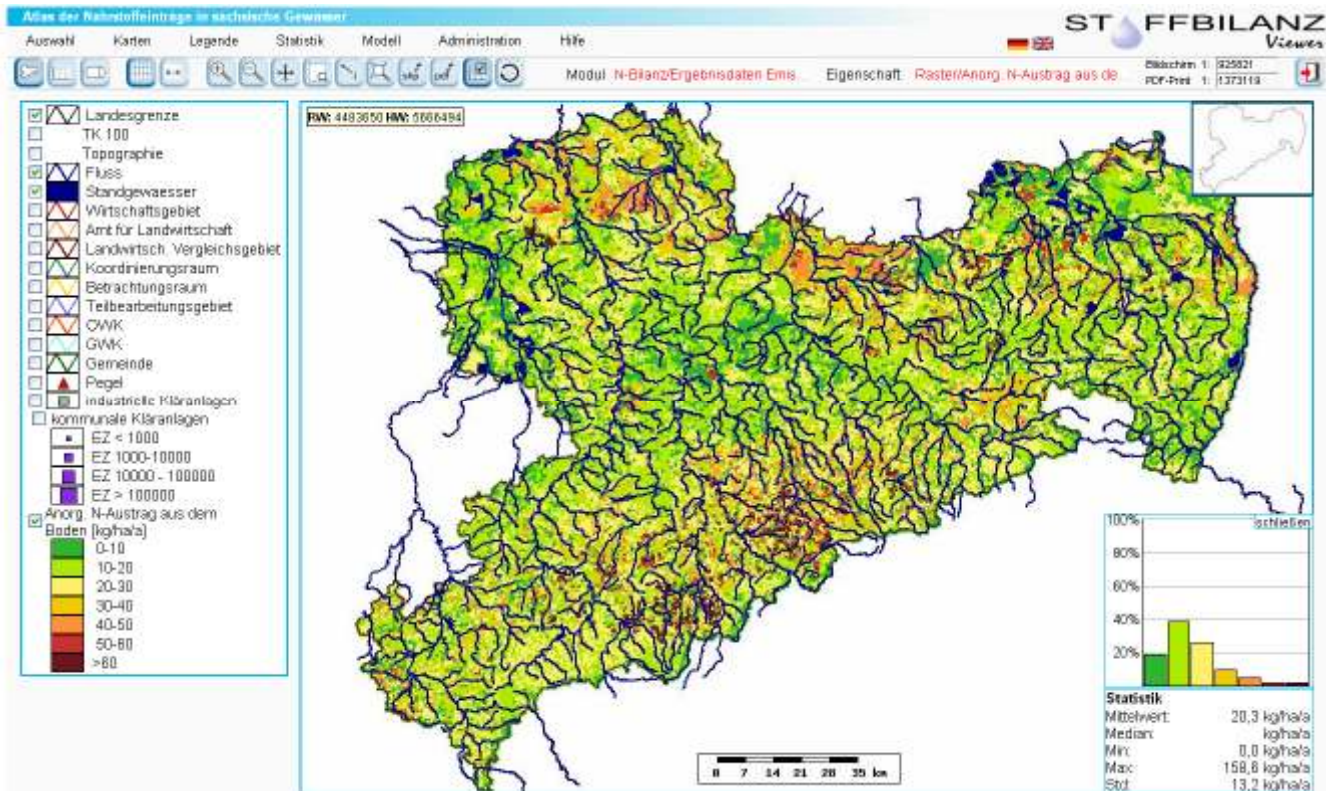 Atlas der Nährstoffeinträge in sächsische Gewässer
STOFFBILANZ
Viewer
Auswahl Karten Legende Statistik Modell Administration Hilfe
Modul N-Bilanz/Ergebnisdaten Emis Eigenschaft Raster/Anorg. N-Austrag aus de
Bildschirm 1: 925821
PDF-Print 1: 1373119
RW: 4483650 HW: 5666494
Landesgrenze
TK 100
Topographie
Fluss
Standgewaesser
Wirtschaftsgebiet
Amt für Landwirtschaft
Landwirtsch. Vergleichsgebiet
Koordinierungsraum
Betrachtungsraum
Teilbearbeitungsgebiet
OWK
GWK
Gemeinde
Pegel
industrielle Kläranlagen
kommunale Kläranlagen
EZ < 1000
EZ 1000-10000
EZ 10000 - 100000
EZ > 100000
Anorg. N-Austrag aus dem
Boden [kg/ha/a]
0-10
10-20
20-30
30-40
40-50
50-60
>60
0 7 14 21 28 35 km
schließen
100%
80%
60%
40%
20%
Statistik
Mittelwert: 20,3 kg/ha/a
Median: kg/ha/a
Min: 0,0 kg/ha/a
Max: 158,6 kg/ha/a
Std: 13,2 kg/ha/a